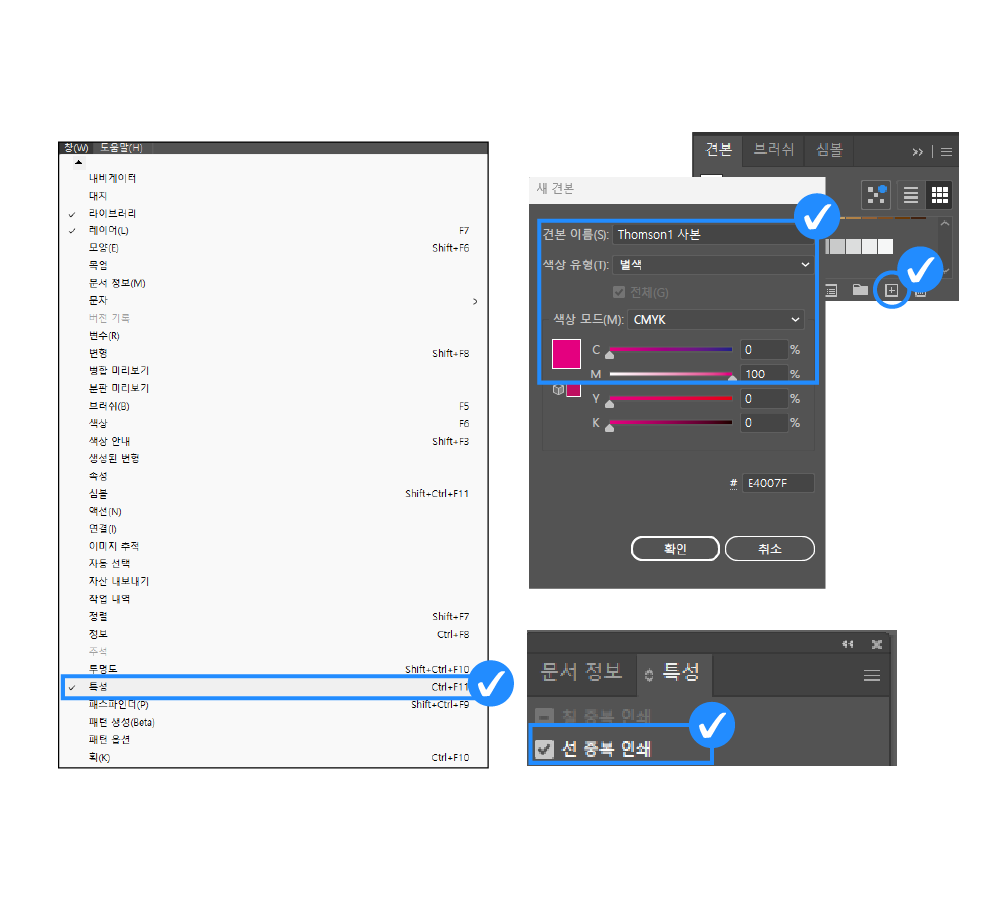 창(W) 도움말(H)
내비게이터
대지
라이브러리
레이어(L) F7
모양(E) Shift+F6
목업
문서 정보(M)
문자
버전 기록
변수(R)
변형 Shift+F8
병합 미리보기
분판 미리보기
브러쉬(B) F5
색상 F6
색상 안내 Shift+F3
생성된 변형
속성
심볼 Shift+Ctrl+F11
액션(N)
연결(I)
이미지 추적
자동 선택
자산 내보내기
작업 내역
정렬 Shift+F7
정보 Ctrl+F8
주석
투명도 Shift+Ctrl+F10
특성 Ctrl+F11
패스파인더(P) Shift+Ctrl+F9
패턴 생성(Beta)
패턴 옵션
획(K) Ctrl+F10
견본 브러쉬 심볼
새 견본
견본 이름(S): Thomson1 사본
색상 유형(T): 별색
전체(G)
색상 모드(M): CMYK
C 0 %
M 100 %
Y 0 %
K 0 %
# E4007F
확인 취소
문서 정보 특성
칠 중복 인쇄
선 중복 인쇄